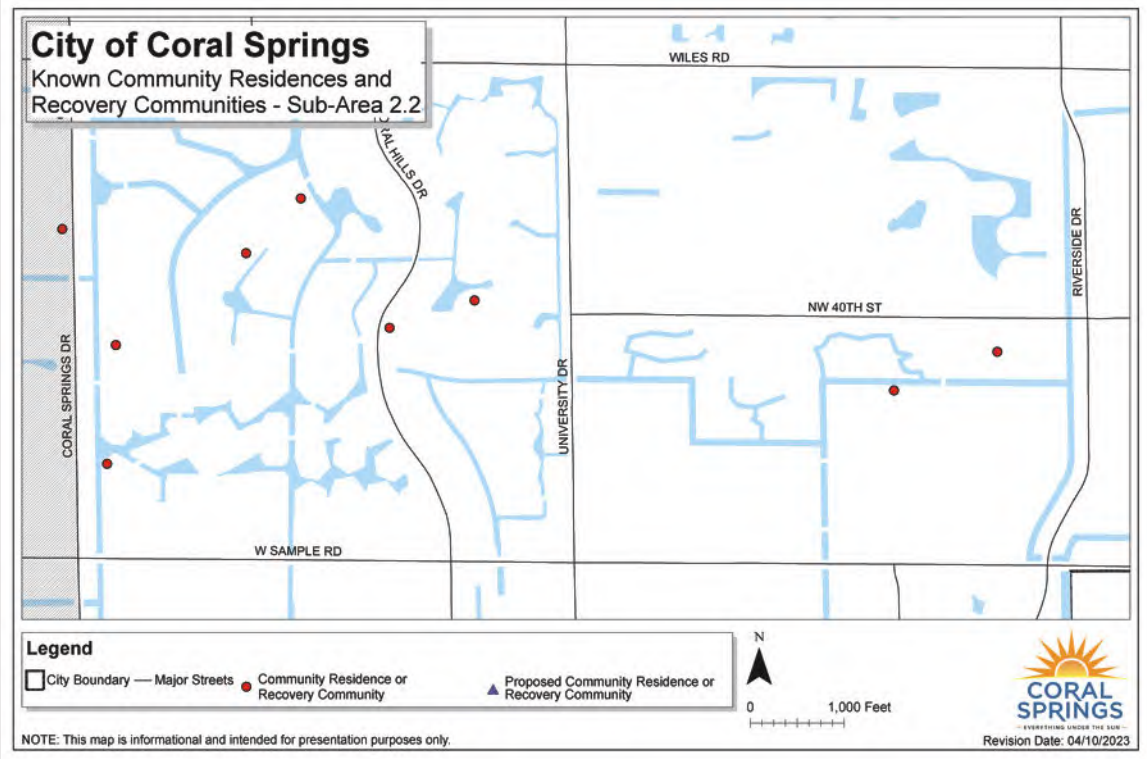 City of Coral Springs
Known Community Residences and
Recovery Communities - Sub-Area 2.2
WILES RD
RAL HILLS DR
RIVERSIDE DR
NW 40TH ST
CORAL SPRINGS DR
UNIVERSITY DR
W SAMPLE RD
Legend
City Boundary
Major Streets
Community Residence or
Recovery Community
Proposed Community Residence or
Recovery Community
N
0 1,000 Feet
CORAL
SPRINGS
EVERYTHING UNDER THE SUN
NOTE: This map is informational and intended for presentation purposes only.
Revision Date: 04/10/2023